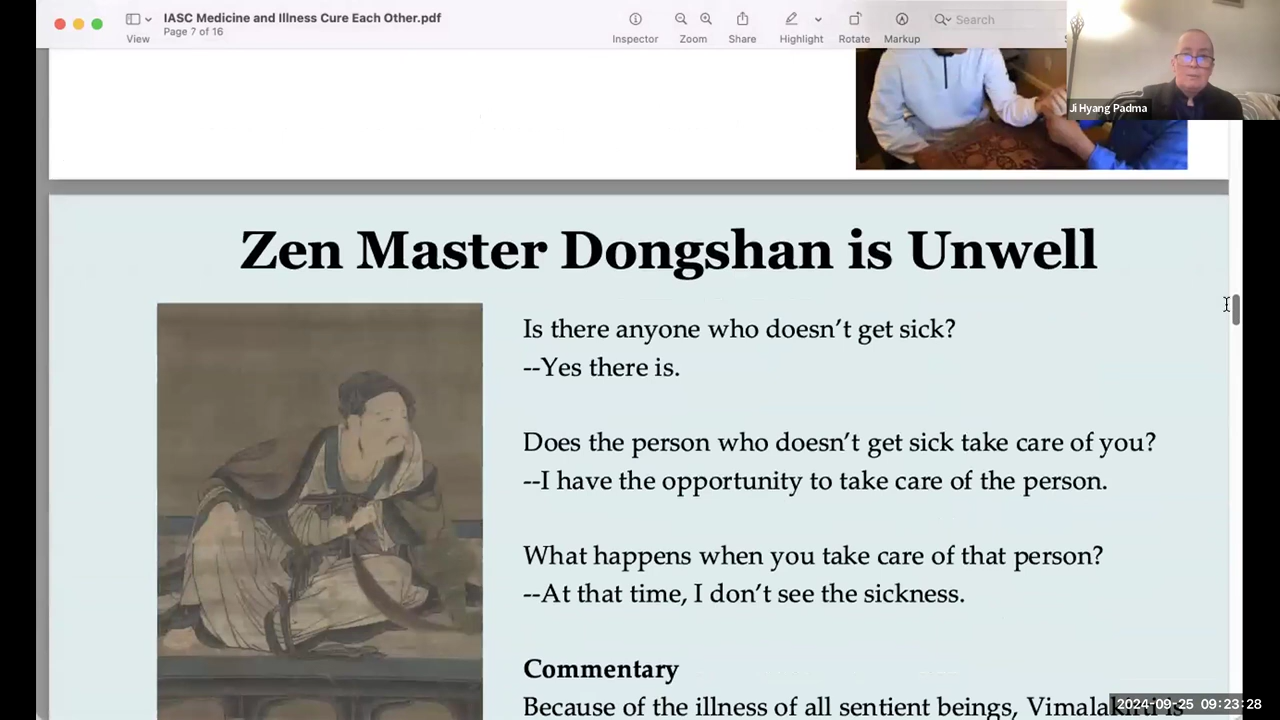 IASC Medicine and Illness Cure Each Other.pdf
Page 7 of 16
View
Inspector
Zoom
Share
Highlight
Rotate
Markup
Search
Ji Hyang Padma
Zen Master Dongshan is Unwell
Is there anyone who doesn't get sick?
--Yes there is.
Does the person who doesn't get sick take care of you?
--I have the opportunity to take care of the person.
What happens when you take care of that person?
--At that time, I don't see the sickness.
Commentary
Because of the illness of all sentient beings, Vimalakirti is
2024-09-25 09:23:28